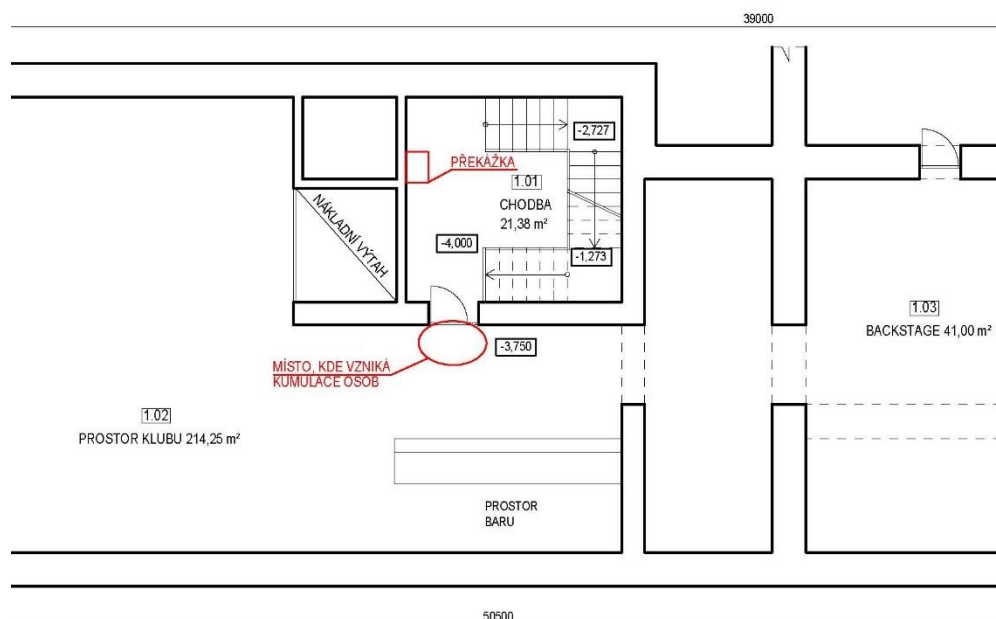 39000
-2,727
PŘEKÁŽKA
1.01
CHODBA
21,38 m²
NÁKLADNÍ VÝTAH
-4,000
-1,273
1.03
BACKSTAGE 41,00 m²
-3,750
MÍSTO, KDE VZNIKÁ
KUMULACE OSOB
1.02
PROSTOR KLUBU 214,25 m²
PROSTOR
BARU
50500